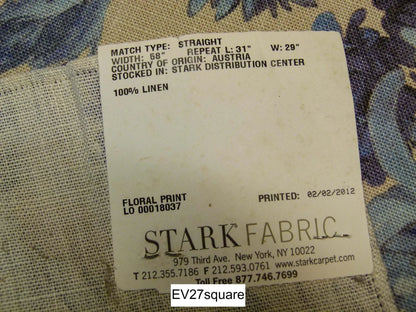 MATCH TYPE: STRAIGHT
WIDTH: 58" REPEAT L: 31" W: 29"
COUNTRY OF ORIGIN: AUSTRIA
STOCKED IN: STARK DISTRIBUTION CENTER
100% LINEN
FLORAL PRINT PRINTED: 02/02/2012
LO 00018037
STARK FABRIC
979 Third Ave. New York, NY 10022
T 212.355.7186 F 212.593.0761 www.starkcarpet.com
Toll Free 877.746.7699
EV27square